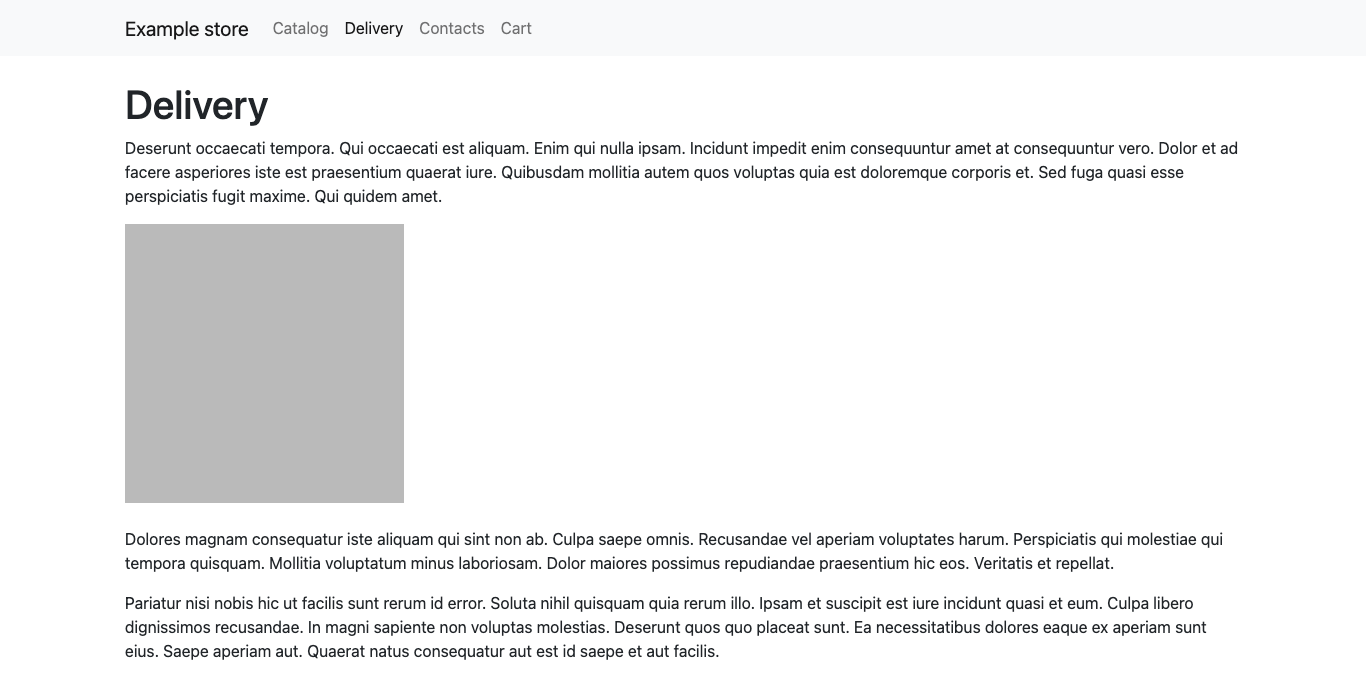 Example store Catalog Delivery Contacts Cart
Delivery
Deserunt occaecati tempora. Qui occaecati est aliquam. Enim qui nulla ipsam. Incidunt impedit enim consequuntur amet at consequuntur vero. Dolor et ad
facere asperiores iste est praesentium quaerat iure. Quibusdam mollitia autem quos voluptas quia est doloremque corporis et. Sed fuga quasi esse
perspiciatis fugit maxime. Qui quidem amet.
Dolores magnam consequatur iste aliquam qui sint non ab. Culpa saepe omnis. Recusandae vel aperiam voluptates harum. Perspiciatis qui molestiae qui
tempora quisquam. Mollitia voluptatum minus laboriosam. Dolor maiores possimus repudiandae praesentium hic eos. Veritatis et repellat.
Pariatur nisi nobis hic ut facilis sunt rerum id error. Soluta nihil quisquam quia rerum illo. Ipsam et suscipit est iure incidunt quasi et eum. Culpa libero
dignissimos recusandae. In magni sapiente non voluptas molestias. Deserunt quos quo placeat sunt. Ea necessitatibus dolores eaque ex aperiam sunt
eius. Saepe aperiam aut. Quaerat natus consequatur aut est id saepe et aut facilis.